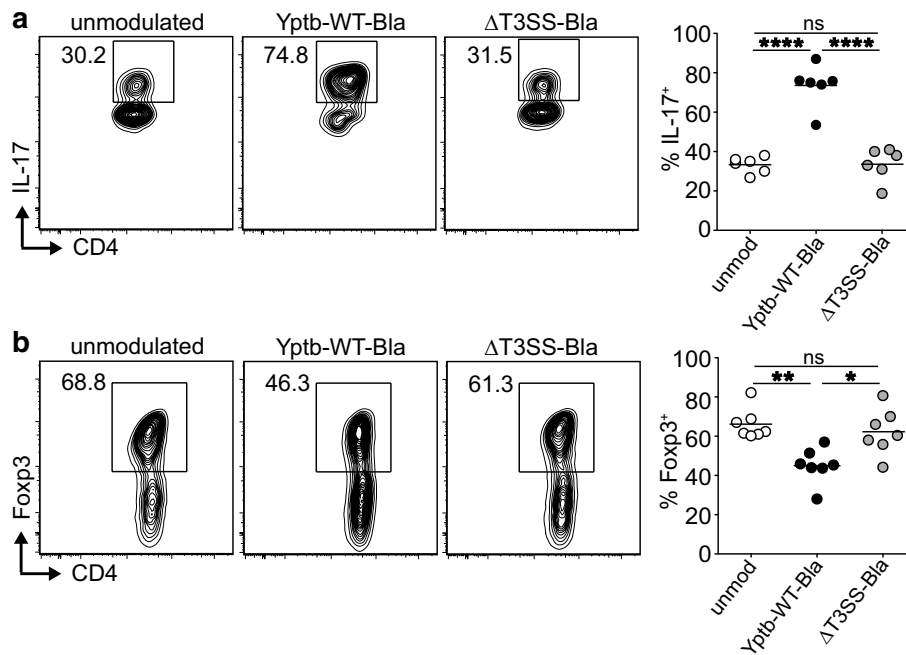 a
unmodulated
Yptb-WT-Bla
ΔT3SS-Bla
30.2
74.8
31.5
IL-17
CD4
ns
**** ****
% IL-17+
100
80
60
40
20
0
unmod
Yptb-WT-Bla
ΔT3SS-Bla
b
unmodulated
Yptb-WT-Bla
ΔT3SS-Bla
68.8
46.3
61.3
Foxp3
CD4
ns
** *
% Foxp3+
100
80
60
40
20
0
unmod
Yptb-WT-Bla
ΔT3SS-Bla